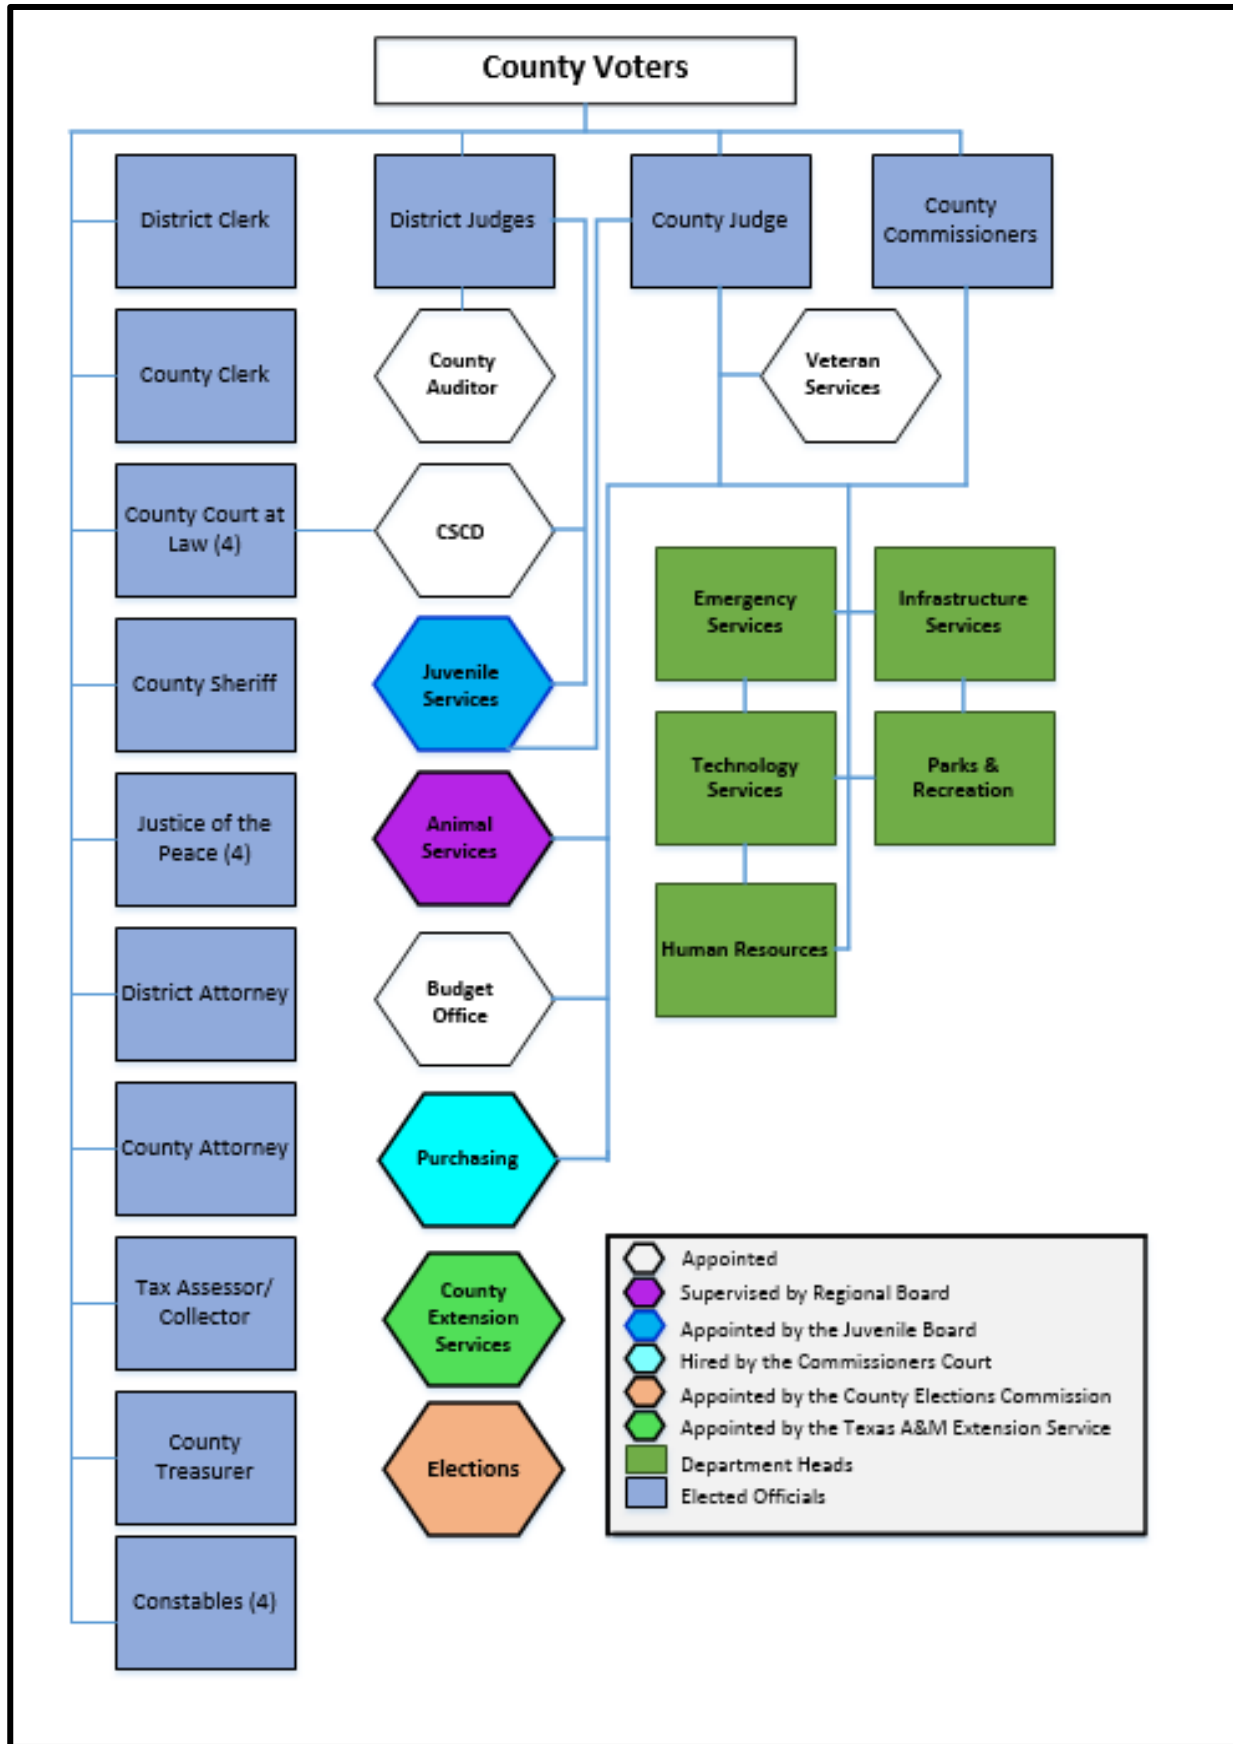 County Voters
District Clerk
District Judges
County Judge
County
Commissioners
County Clerk
County
Auditor
Veteran
Services
County Court at
Law (4)
CSCD
Emergency
Services
Infrastructure
Services
County Sheriff
Juvenile
Services
Technology
Services
Parks &
Recreation
Justice of the
Peace (4)
Animal
Services
Human Resources
District Attorney
Budget
Office
County Attorney
Purchasing
Tax Assessor/
Collector
County
Extension
Services
County
Treasurer
Elections
Constables (4)
Appointed
Supervised by Regional Board
Appointed by the Juvenile Board
Hired by the Commissioners Court
Appointed by the County Elections Commission
Appointed by the Texas A&M Extension Service
Department Heads
Elected Officials